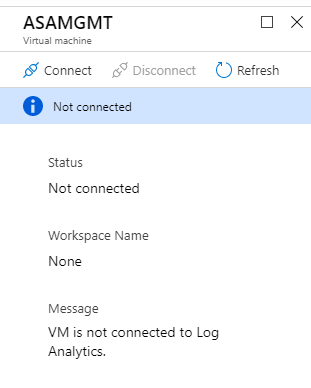 ASAMGMT
Virtual machine
Connect Disconnect Refresh
Not connected
Status
Not connected
Workspace Name
None
Message
VM is not connected to Log
Analytics.